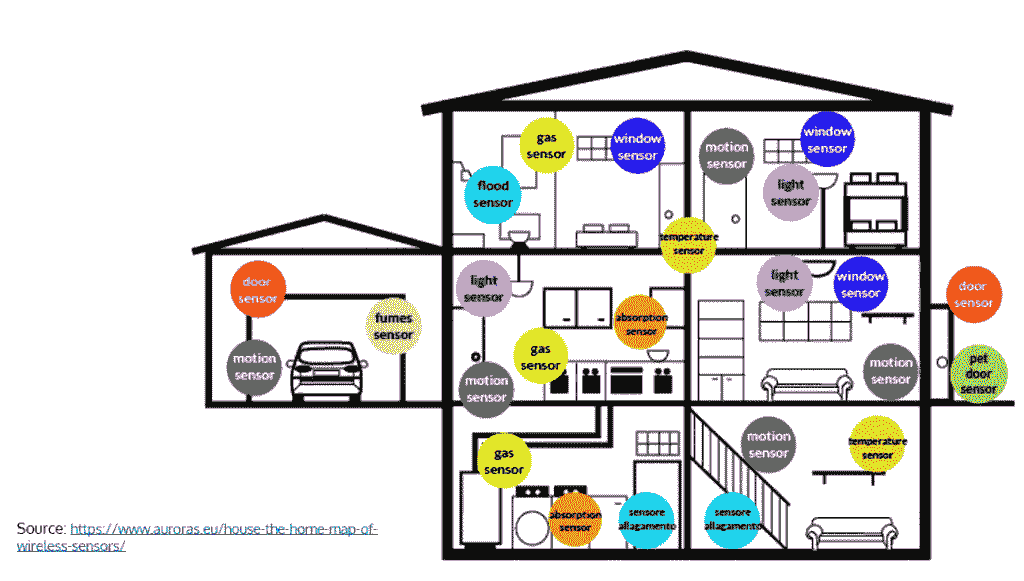 gas
sensor
window
sensor
motion
sensor
window
sensor
flood
sensor
light
sensor
temperature
sensor
door
sensor
fumes
sensor
motion
sensor
light
sensor
absorption
sensor
gas
sensor
motion
sensor
light
sensor
window
sensor
motion
sensor
door
sensor
pet
door
sensor
gas
sensor
motion
sensor
temperature
sensor
absorption
sensor
sensore
allagamento
sensore
allagamento
Source: https://www.auroras.eu/house-the-home-map-of-
wireless-sensors/